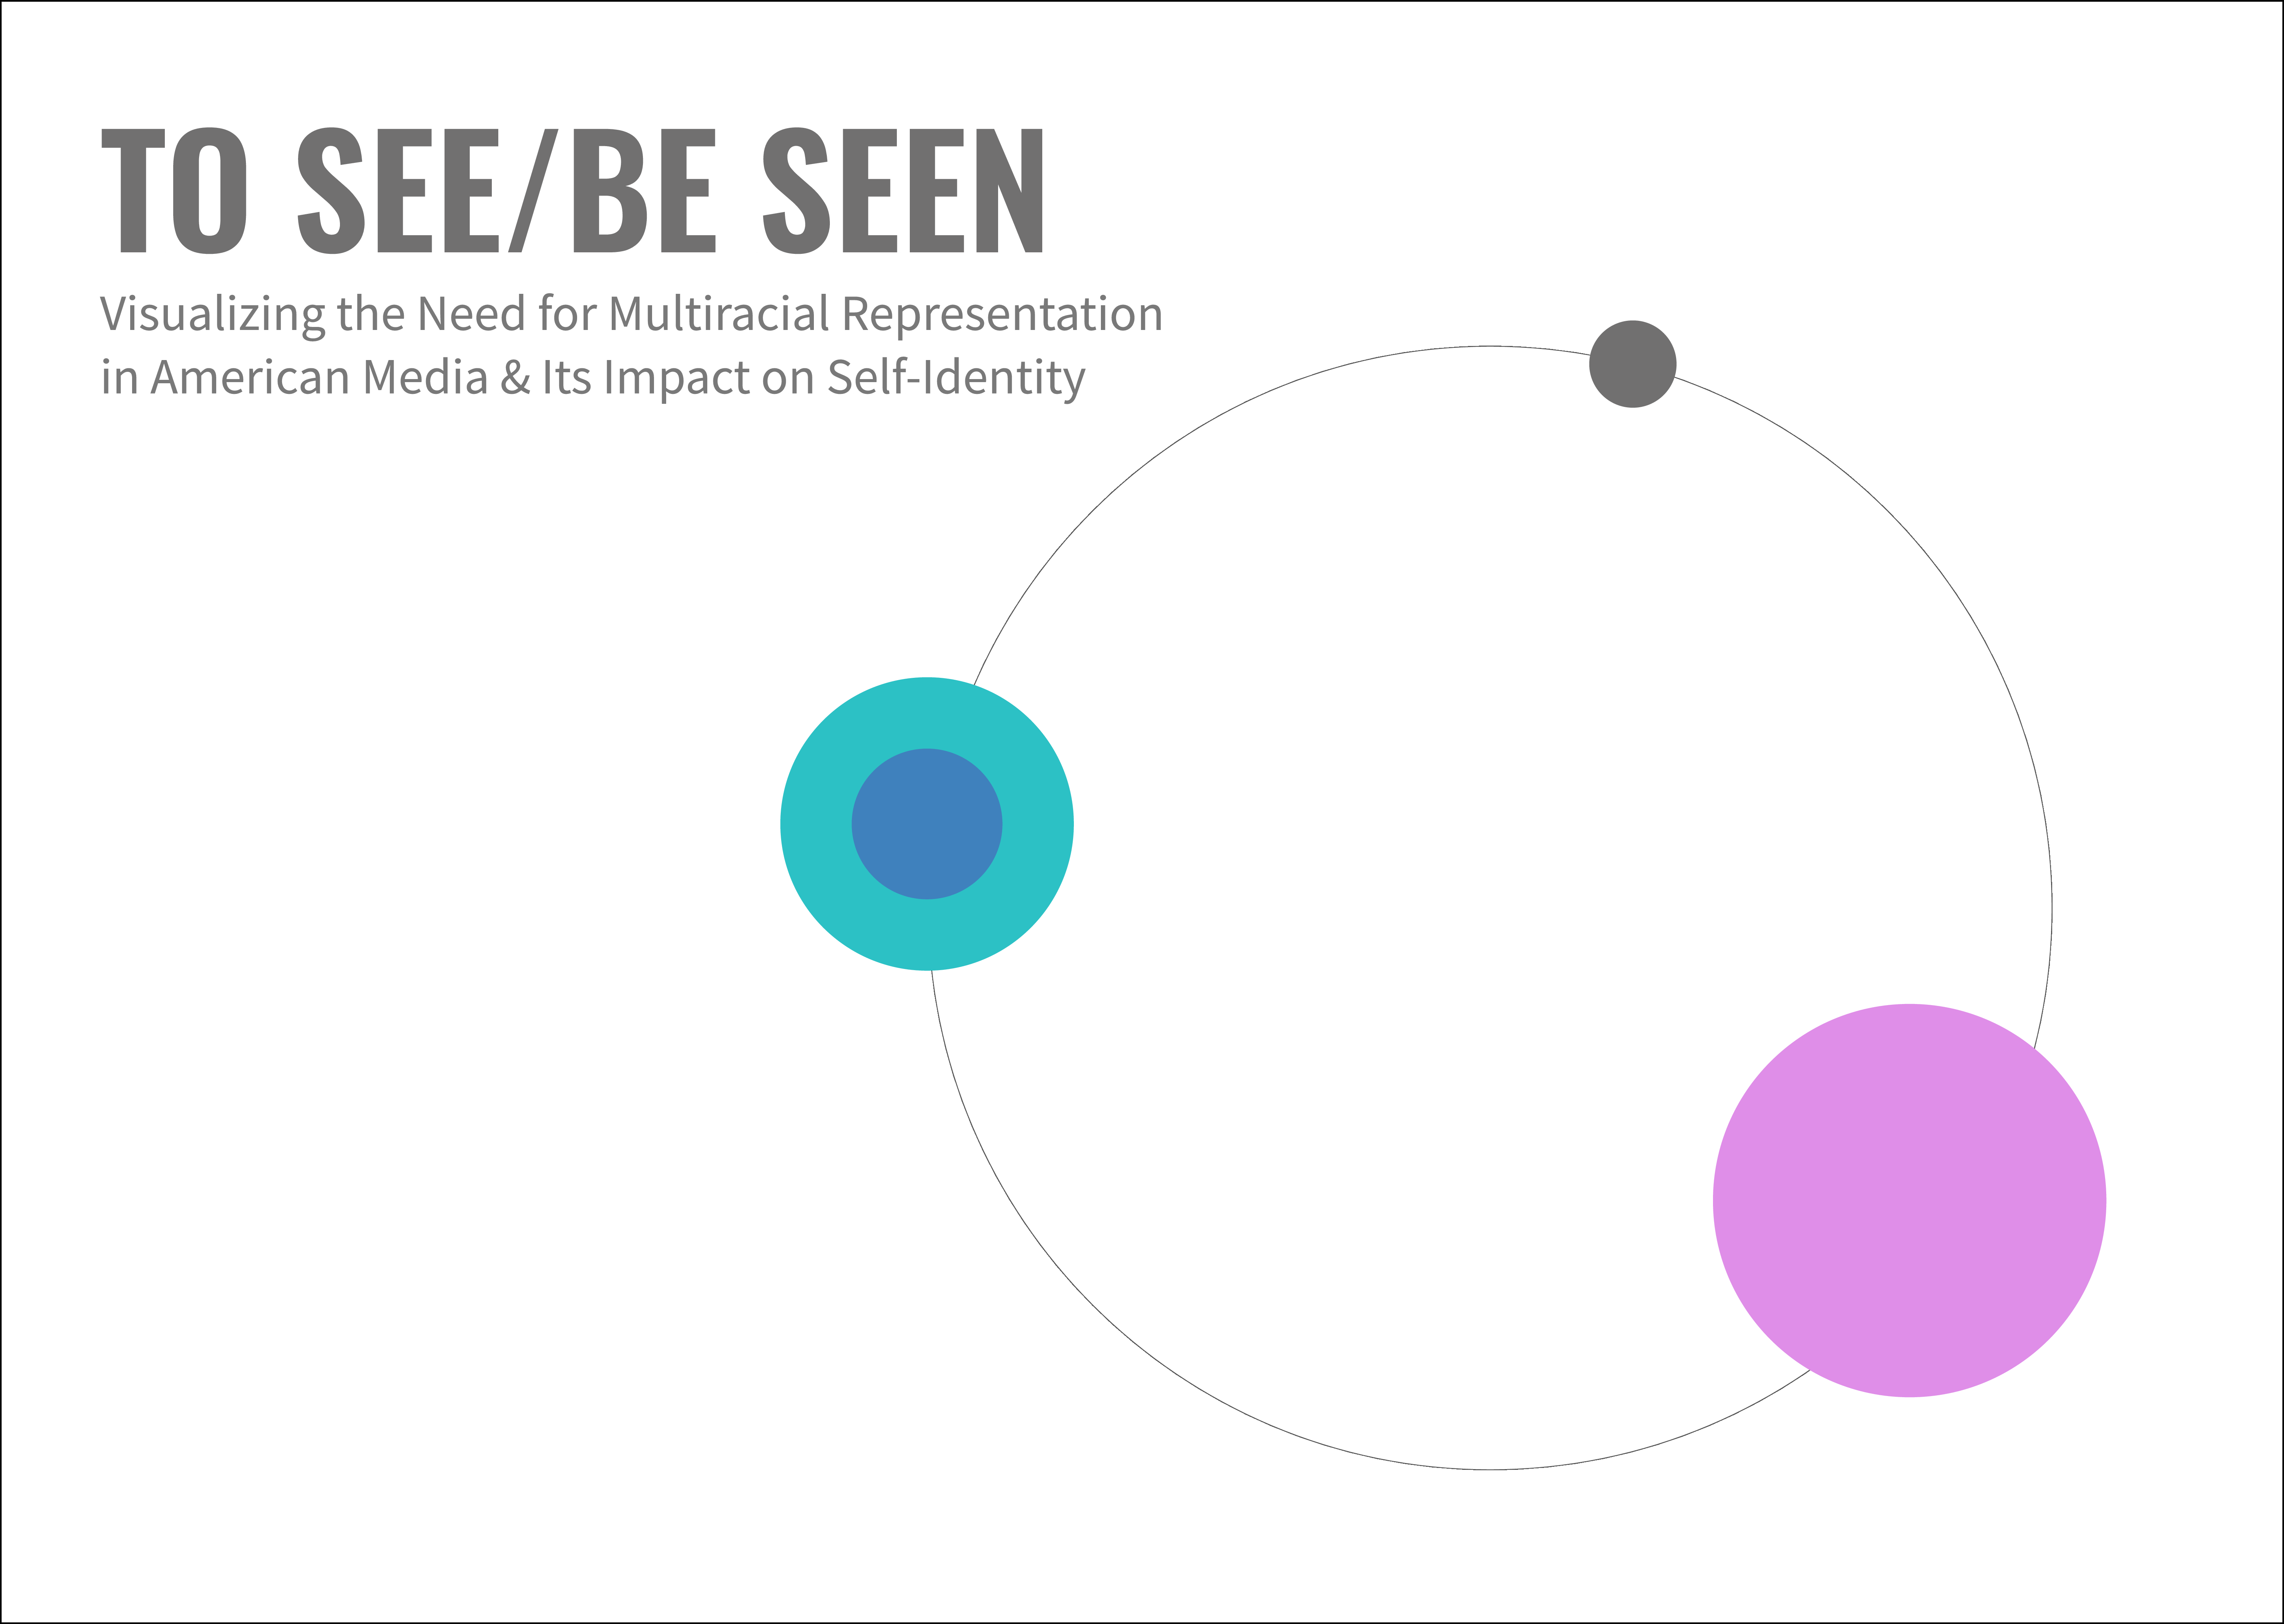 TO SEE/BE SEEN
Visualizing the Need for Multiracial Representation
in American Media & Its Impact on Self-Identity